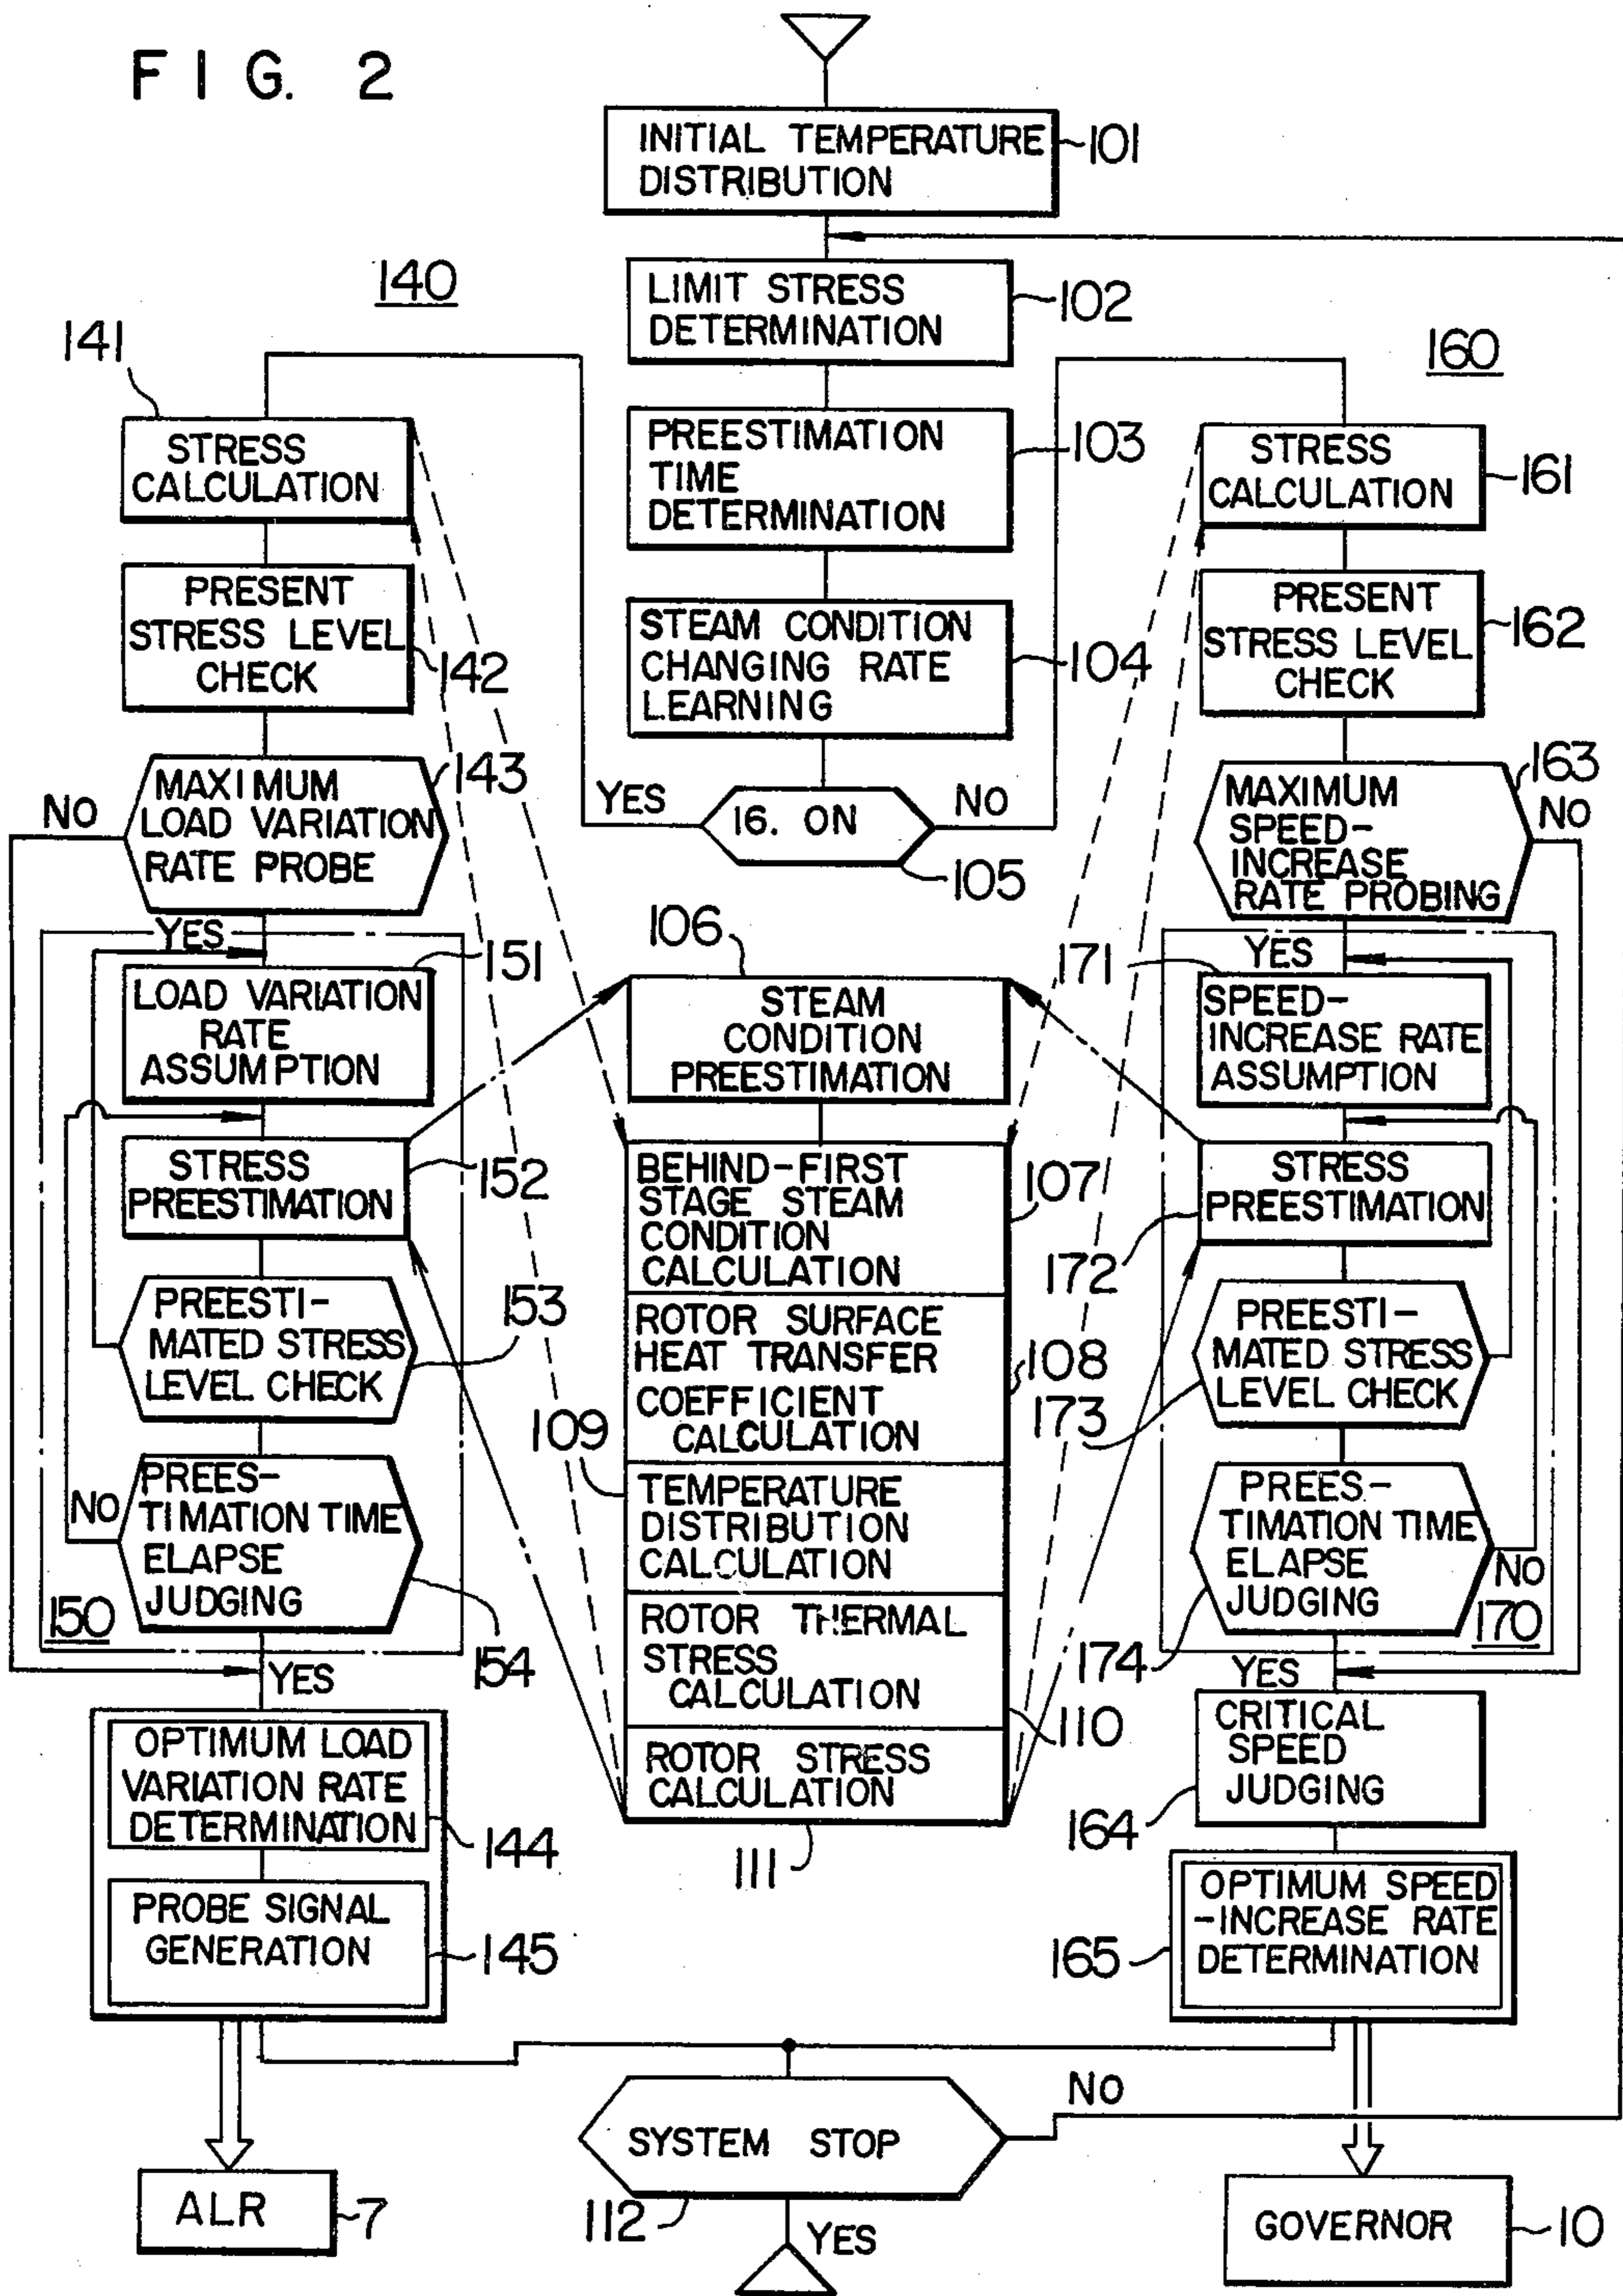 FIG. 2
INITIAL TEMPERATURE
DISTRIBUTION
101
140
LIMIT STRESS
DETERMINATION
102
160
141
STRESS
CALCULATION
PREESTIMATION
TIME
DETERMINATION
103
STRESS
CALCULATION
161
PRESENT
STRESS LEVEL
CHECK
142
STEAM CONDITION
CHANGING RATE
LEARNING
104
PRESENT
STRESS LEVEL
CHECK
162
MAXIMUM
LOAD VARIATION
RATE PROBE
143
NO
YES
YES
16. ON
NO
105
MAXIMUM
SPEED-
INCREASE
RATE PROBING
163
NO
YES
151
LOAD VARIATION
RATE
ASSUMPTION
106
STEAM
CONDITION
PREESTIMATION
171
SPEED-
INCREASE RATE
ASSUMPTION
STRESS
PREESTIMATION
152
BEHIND-FIRST
STAGE STEAM
CONDITION
CALCULATION
107
STRESS
PREESTIMATION
172
PREESTI-
MATED STRESS
LEVEL CHECK
153
ROTOR SURFACE
HEAT TRANSFER
COEFFICIENT
CALCULATION
108
PREESTI-
MATED STRESS
LEVEL CHECK
173
109
TEMPERATURE
DISTRIBUTION
CALCULATION
PREES-
TIMATION TIME
ELAPSE
JUDGING
NO
150
154
YES
ROTOR THERMAL
STRESS
CALCULATION
110
PREES-
TIMATION TIME
ELAPSE
JUDGING
NO
170
174
YES
ROTOR STRESS
CALCULATION
111
OPTIMUM LOAD
VARIATION RATE
DETERMINATION
144
CRITICAL
SPEED
JUDGING
164
PROBE SIGNAL
GENERATION
145
OPTIMUM SPEED
-INCREASE RATE
DETERMINATION
165
SYSTEM STOP
NO
112
YES
ALR
7
GOVERNOR
10